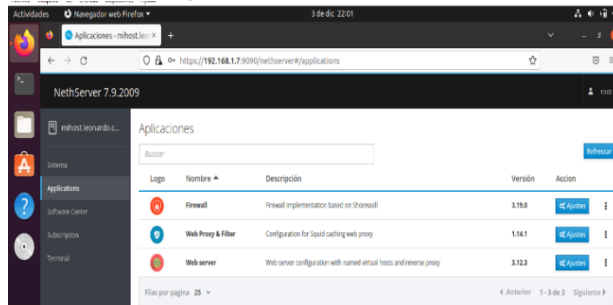 Actividades Navegador web Firefox 3 de dic 22:01
Aplicaciones - mihost.leo
https://192.168.1.7:9090/nethserver#/applications
NethServer 7.9.2009 root
mihost.leonardo.c...
Sistema
Applications
Software Center
Subscription
Terminal
Aplicaciones
Buscar
Refrescar
Logo Nombre Descripción Versión Accion
Firewall Firewall implementation based on Shorewall 3.19.0 Ajustes
Web Proxy & Filter Configuration for Squid caching web proxy 1.14.1 Ajustes
Web server Web server configuration with named virtual hosts and reverse proxy 3.12.3 Ajustes
Filas por pagina 25 Anterior 1 - 3 de 3 Siguiente